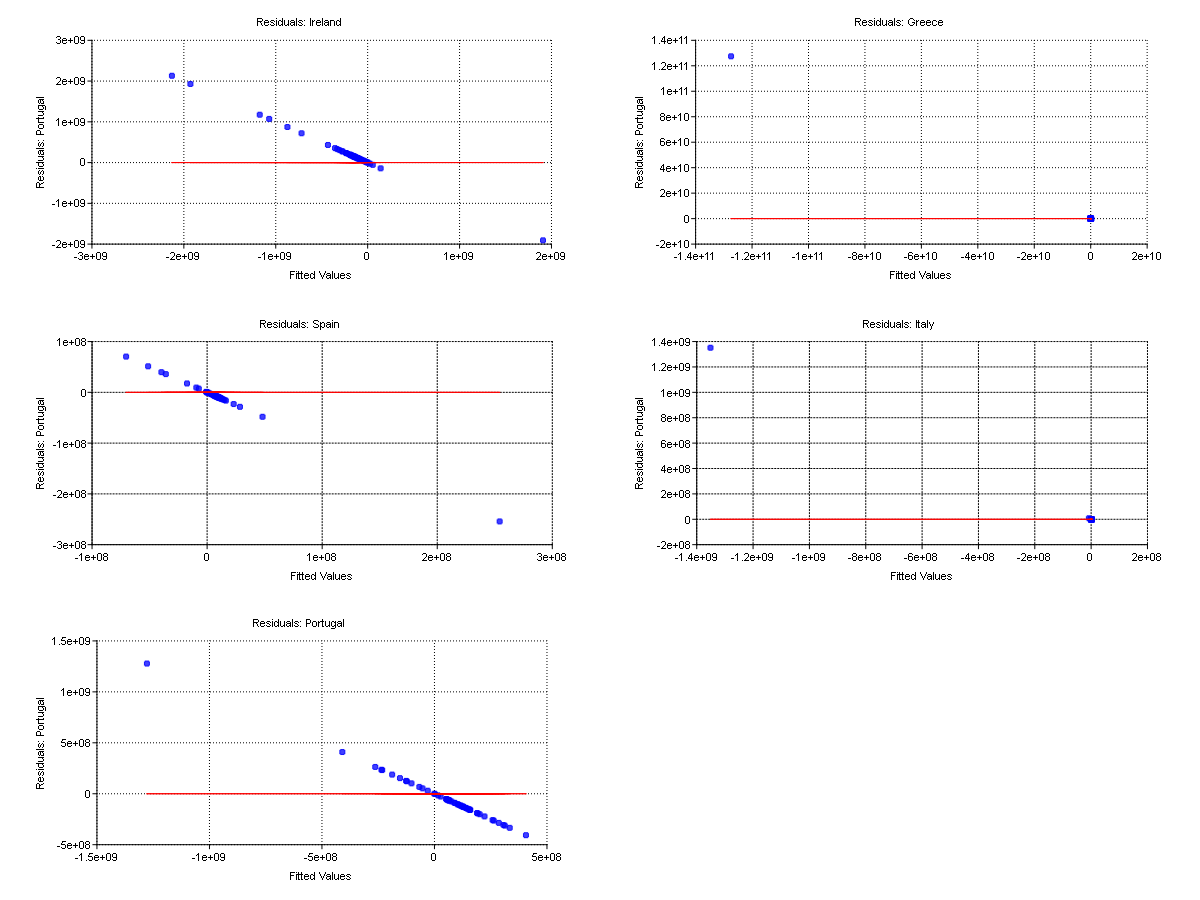 Residuals: Ireland
3e+09
2e+09
1e+09
0
-1e+09
-2e+09
-3e+09 -2e+09 -1e+09 0 1e+09 2e+09
Fitted Values
Residuals: Portugal
Residuals: Greece
1.4e+11
1.2e+11
1e+11
8e+10
6e+10
4e+10
2e+10
0
-2e+10
-1.4e+11 -1.2e+11 -1e+11 -8e+10 -6e+10 -4e+10 -2e+10 0 2e+10
Fitted Values
Residuals: Portugal
Residuals: Spain
1e+08
0
-1e+08
-2e+08
-3e+08
-1e+08 0 1e+08 2e+08 3e+08
Fitted Values
Residuals: Portugal
Residuals: Italy
1.4e+09
1.2e+09
1e+09
8e+08
6e+08
4e+08
2e+08
0
-2e+08
-1.4e+09 -1.2e+09 -1e+09 -8e+08 -6e+08 -4e+08 -2e+08 0 2e+08
Fitted Values
Residuals: Portugal
Residuals: Portugal
1.5e+09
1e+09
5e+08
0
-5e+08
-1.5e+09 -1e+09 -5e+08 0 5e+08
Fitted Values
Residuals: Portugal